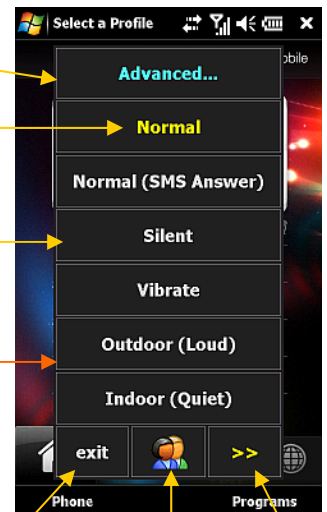 Select a Profile
obile
Advanced...
Normal
Normal (SMS Answer)
Silent
Vibrate
Outdoor (Loud)
Indoor (Quiet)
exit >>
Phone Programs